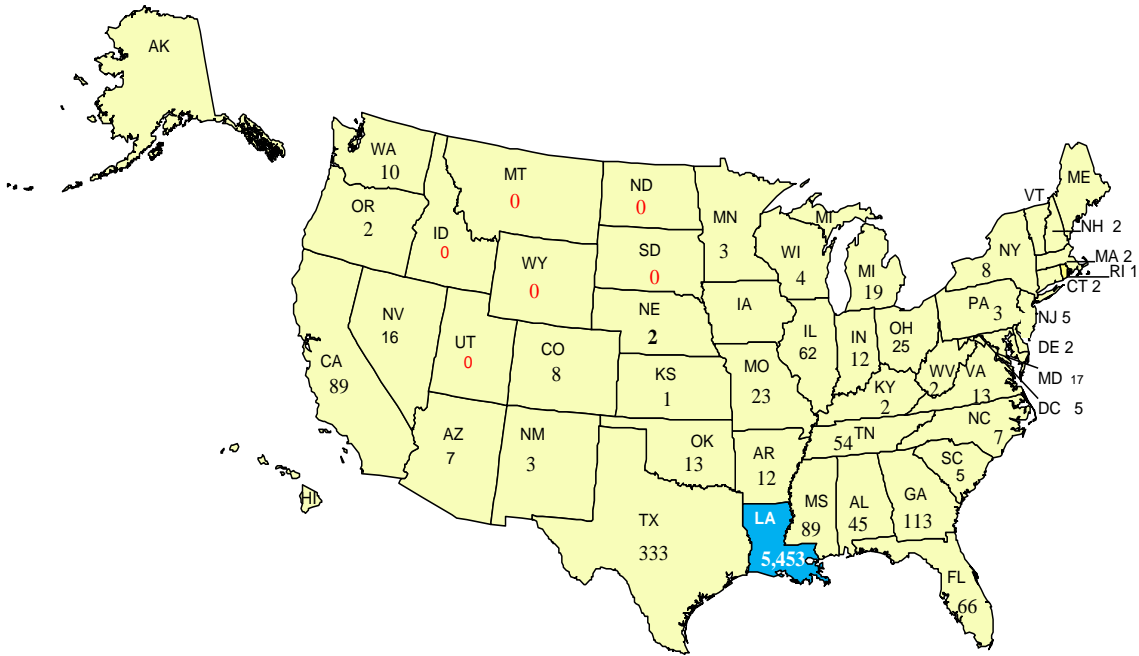 AK
WA
10
OR
2
ID
0
MT
0
ND
0
SD
0
WY
0
NE
2
MN
3
WI
4
MI
MI
19
IA
NV
16
CA
89
UT
0
CO
8
KS
1
MO
23
IL
62
IN
12
OH
25
PA 3
NY
8
VT
ME
NH 2
MA 2
RI 1
CT 2
NJ 5
DE 2
MD 17
DC 5
WV
2
VA
13
KY
2
NC
7
54 TN
SC
5
AZ
7
NM
3
OK
13
AR
12
TX
333
LA
5,453
MS
89
AL
45
GA
113
FL
66
HI